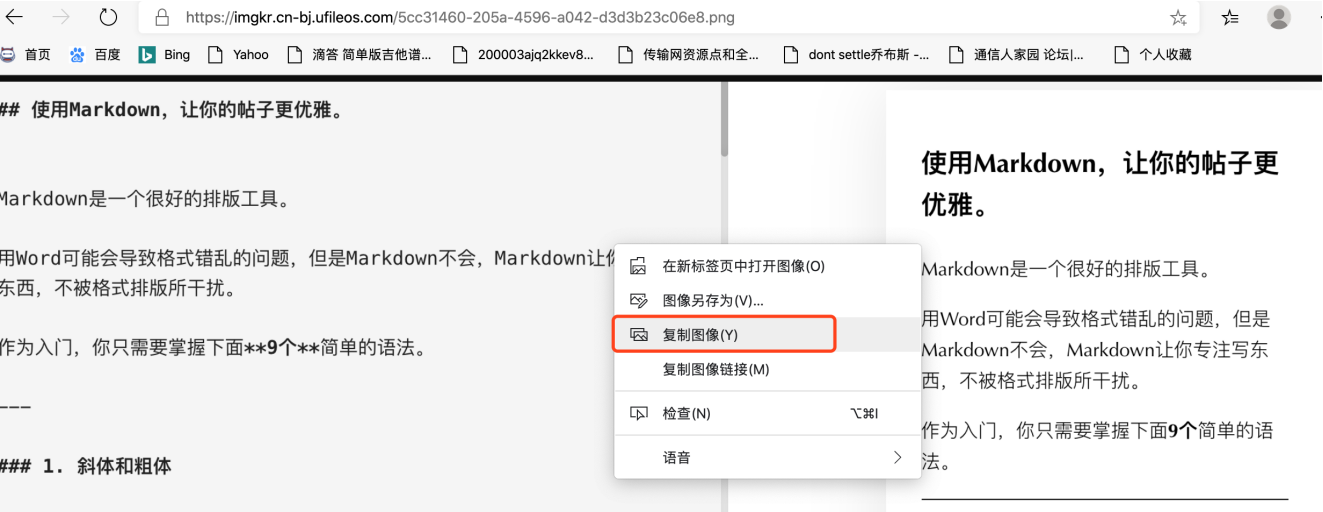 https://imgkr.cn-bj.ufileos.com/5cc31460-205a-4596-a042-d3d3b23c06e8.png
首页 百度 Bing Yahoo 滴答 简单版吉他谱... 200003ajq2kkev8... 传输网资源点和全... dont settle乔布斯 -... 通信人家园 论坛|... 个人收藏
## 使用Markdown，让你的帖子更优雅。
Markdown是一个很好的排版工具。
用Word可能会导致格式错乱的问题，但是Markdown不会，Markdown让你
东西，不被格式排版所干扰。
作为入门，你只需要掌握下面**9个**简单的语法。
---
### 1. 斜体和粗体
在新标签页中打开图像(O)
图像另存为(V)...
复制图像(Y)
复制图像链接(M)
检查(N) ⌥⌘I
语音
使用Markdown，让你的帖子更
优雅。
Markdown是一个很好的排版工具。
用Word可能会导致格式错乱的问题，但是
Markdown不会，Markdown让你专注写东
西，不被格式排版所干扰。
作为入门，你只需要掌握下面9个简单的语
法。